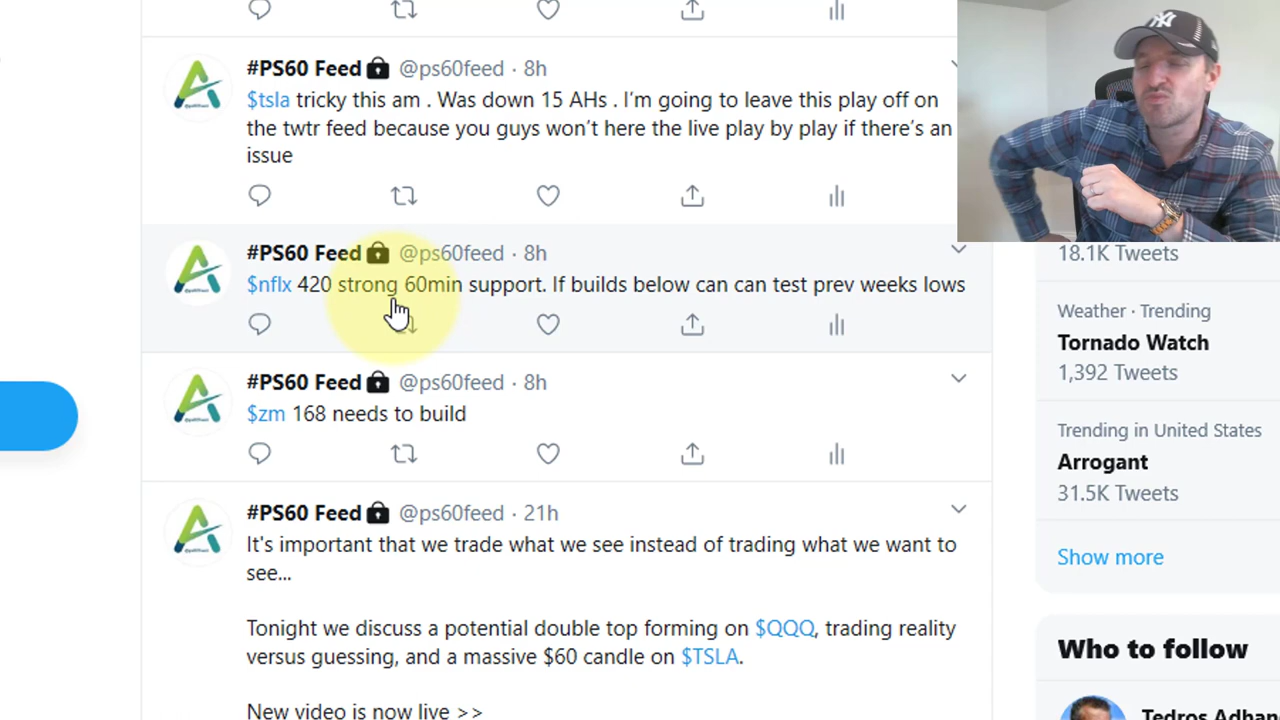 #PS60 Feed @ps60feed · 8h
$tsla tricky this am . Was down 15 AHs . I'm going to leave this play off on
the twtr feed because you guys won't here the live play by play if there's an
issue
#PS60 Feed @ps60feed · 8h
$nflx 420 strong 60min support. If builds below can can test prev weeks lows
#PS60 Feed @ps60feed · 8h
$zm 168 needs to build
#PS60 Feed @ps60feed · 21h
It's important that we trade what we see instead of trading what we want to
see...
Tonight we discuss a potential double top forming on $QQQ, trading reality
versus guessing, and a massive $60 candle on $TSLA.
New video is now live >>
18.1K Tweets
Weather · Trending
Tornado Watch
1,392 Tweets
Trending in United States
Arrogant
31.5K Tweets
Show more
Who to follow
Tedros Adhan
NY